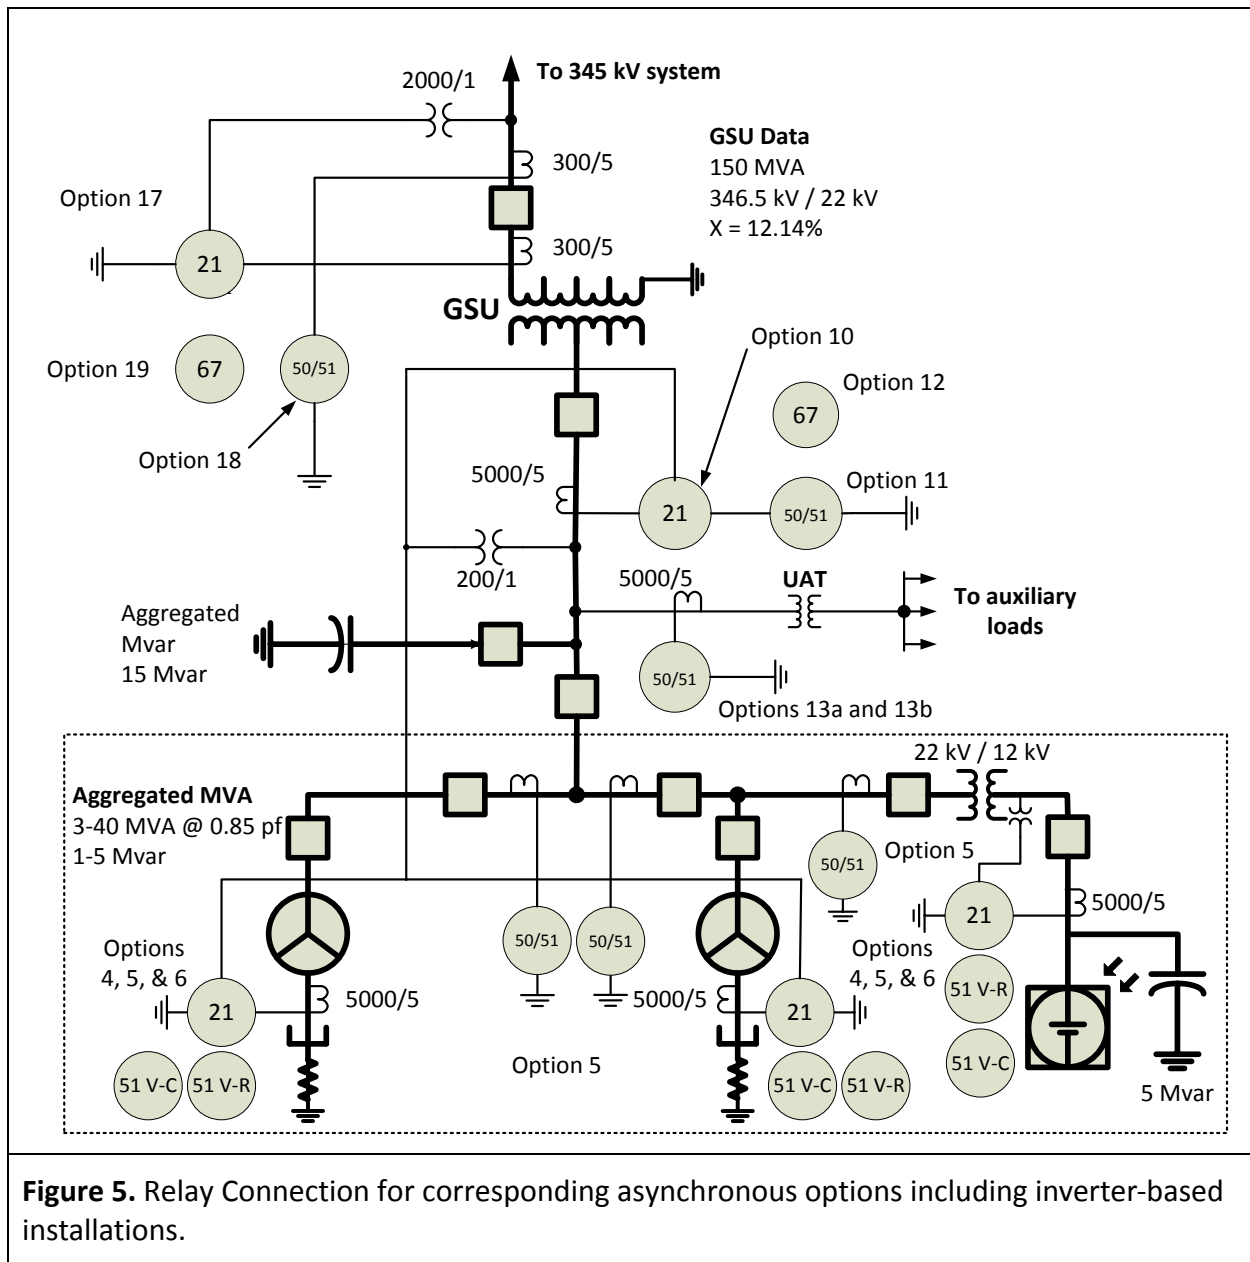 To 345 kV system
2000/1
GSU Data
150 MVA
346.5 kV / 22 kV
X = 12.14%
300/5
Option 17
300/5
21
GSU
Option 10
Option 19
67
50/51
Option 12
67
Option 18
5000/5
Option 11
21
50/51
200/1
5000/5
UAT
To auxiliary
loads
Aggregated
Mvar
15 Mvar
50/51
Options 13a and 13b
22 kV / 12 kV
Aggregated MVA
3-40 MVA @ 0.85 pf
1-5 Mvar
50/51
Option 5
21
5000/5
50/51
50/51
Options
4, 5, & 6
21
5000/5
5000/5
21
Options
4, 5, & 6
51 V-R
51 V-C
51 V-R
Option 5
51 V-C
51 V-R
51 V-C
5 Mvar
Figure 5. Relay Connection for corresponding asynchronous options including inverter-based
installations.